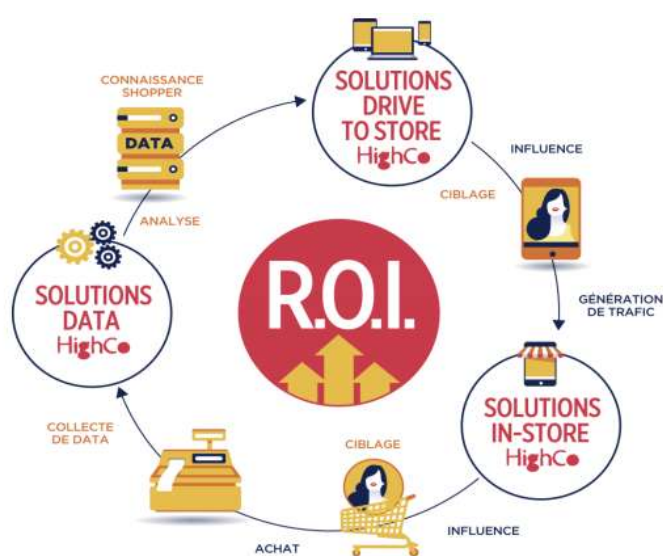 CONNAISSANCE
SHOPPER
DATA
ANALYSE
SOLUTIONS
DRIVE
TO STORE
HighCo
INFLUENCE
CIBLAGE
GÉNÉRATION
DE TRAFIC
SOLUTIONS
DATA
HighCo
R.O.I.
SOLUTIONS
IN-STORE
HighCo
COLLECTE
DE DATA
CIBLAGE
INFLUENCE
ACHAT